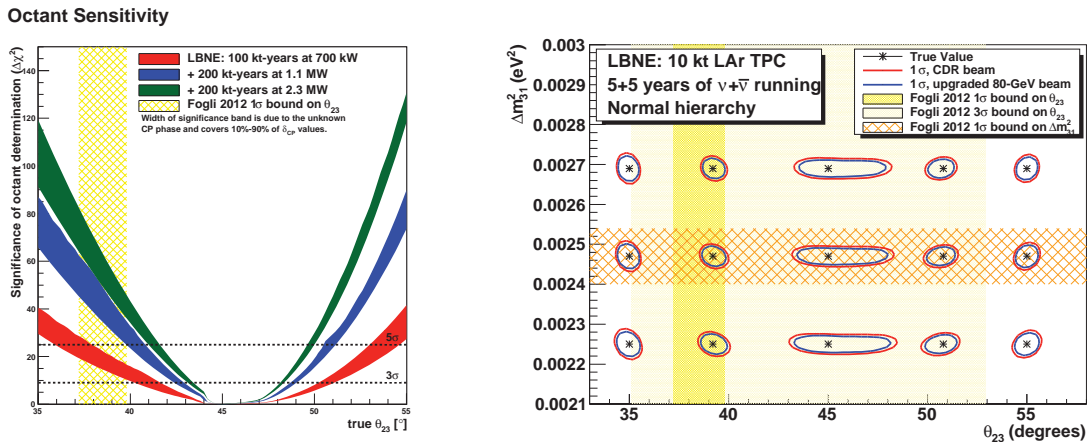 Octant Sensitivity
Significance of octant determination (Δχ²)
140
120
100
80
60
40
20
0
LBNE: 100 kt-years at 700 kW
+ 200 kt-years at 1.1 MW
+ 200 kt-years at 2.3 MW
Fogli 2012 1σ bound on θ₂₃
Width of significance band is due to the unknown
CP phase and covers 10%-90% of δCP values.
5σ
3σ
35 40 45 50 55
true θ₂₃ [°]
Δm²₃₁ (eV²)
0.003
0.0029
0.0028
0.0027
0.0026
0.0025
0.0024
0.0023
0.0022
0.0021
LBNE: 10 kt LAr TPC
5+5 years of ν+ν̅ running
Normal hierarchy
True Value
1σ, CDR beam
1σ, upgraded 80-GeV beam
Fogli 2012 1σ bound on θ₂₃
Fogli 2012 3σ bound on θ₂₃
Fogli 2012 1σ bound on Δm²₃₁
35 40 45 50 55
θ₂₃ (degrees)